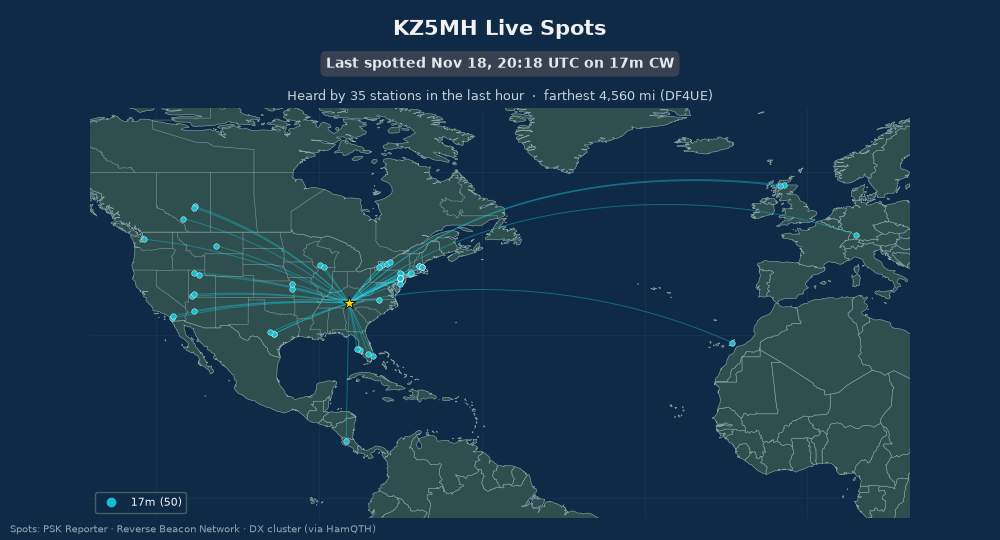 KZ5MH Live Spots
Last spotted Nov 18, 20:18 UTC on 17m CW
Heard by 35 stations in the last hour · farthest 4,560 mi (DF4UE)
17m (50)
Spots: PSK Reporter · Reverse Beacon Network · DX cluster (via HamQTH)